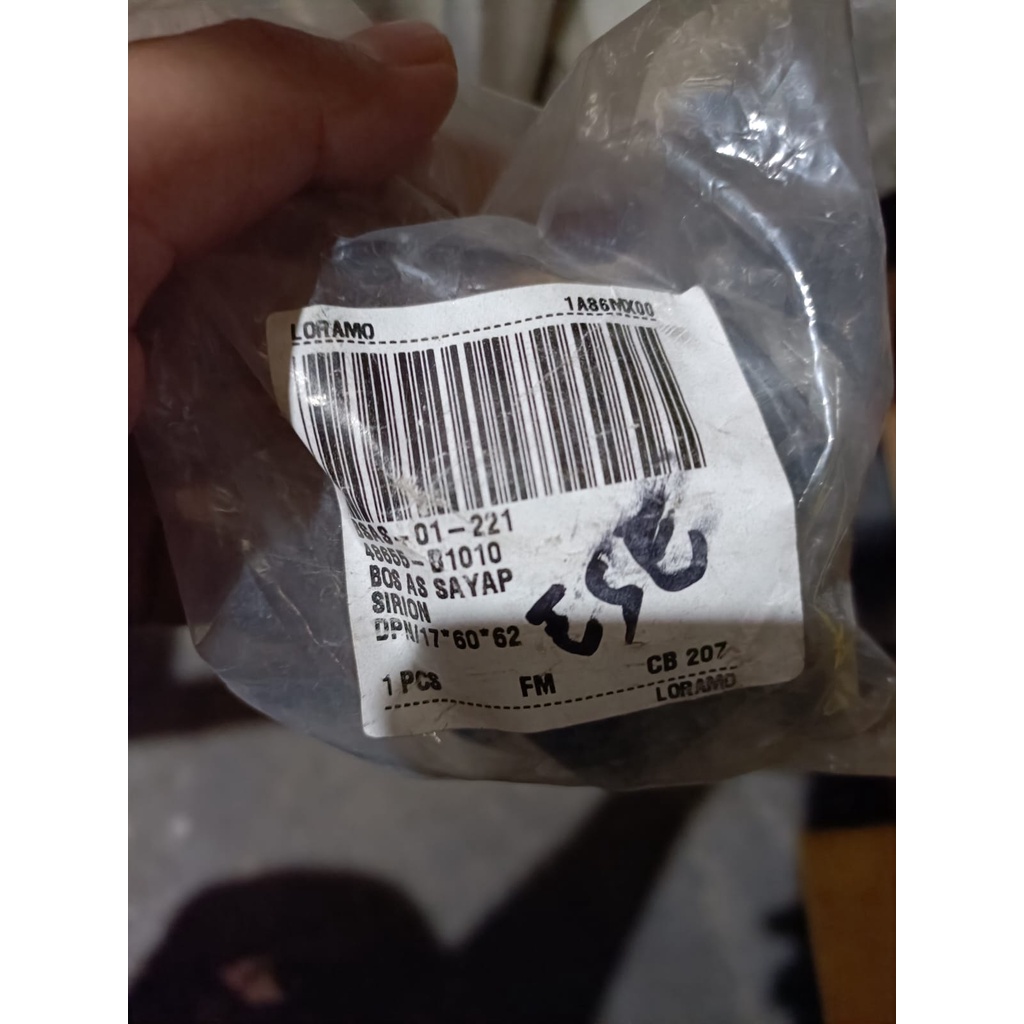 LORAMO 1A86MX00
-01-221
48655-B1010
BOS AS SAYAP
SIRION
DPN/17*60*62
1 PCS FM CB 207
LORAMO